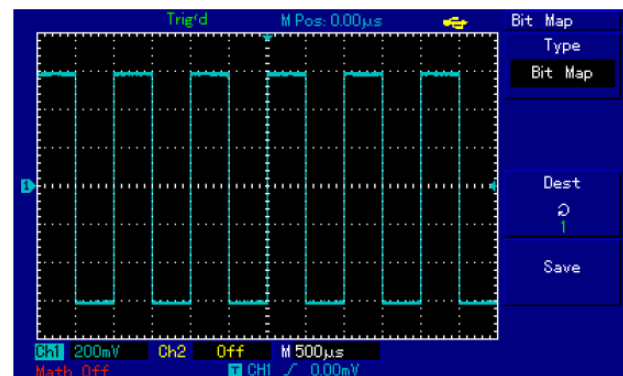 Trig'd M Pos: 0.00μs Bit Map
Type
Bit Map
1
Dest
1
Save
Ch1 200mV Ch2 Off M 500μs
Math Off T CH1 0.00mV